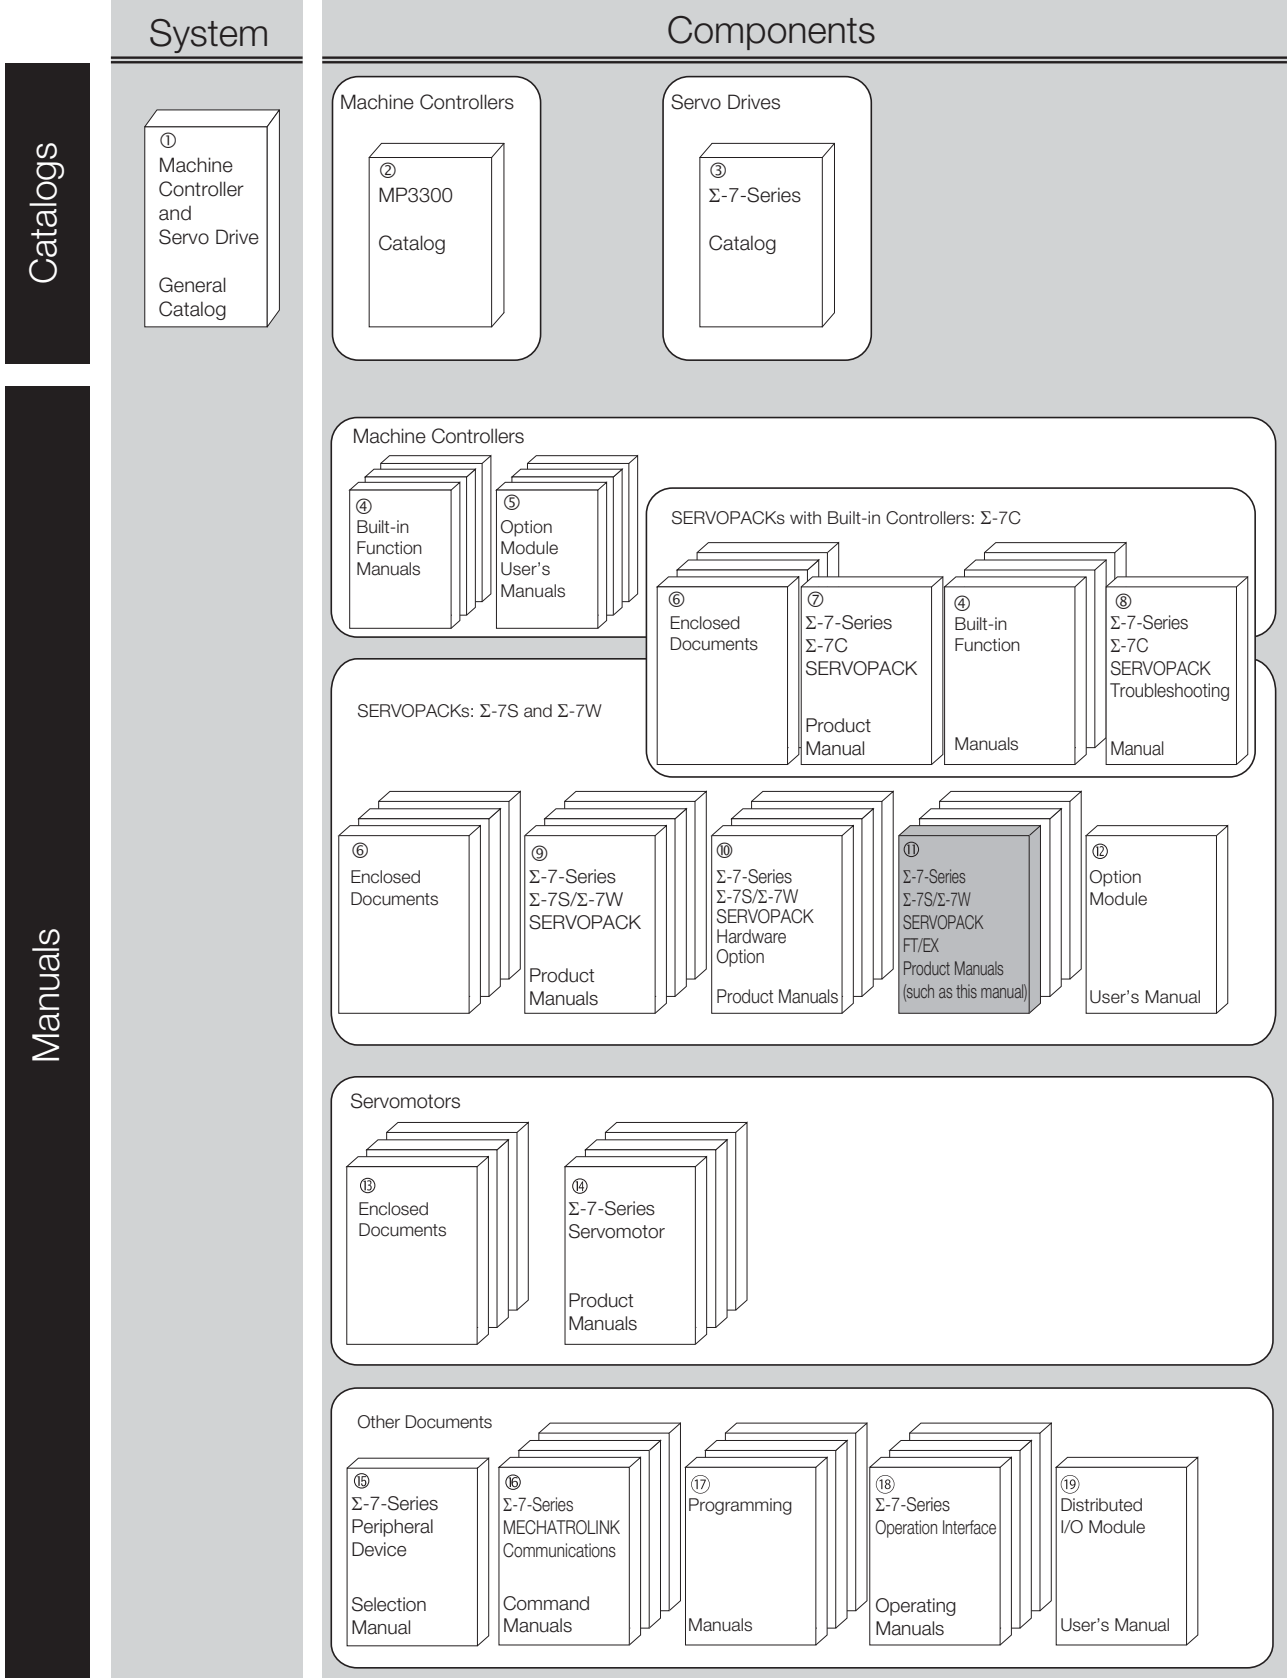 System
Components
Catalogs
①
Machine
Controller
and
Servo Drive
General
Catalog
Machine Controllers
②
MP3300
Catalog
Servo Drives
③
Σ-7-Series
Catalog
Manuals
Machine Controllers
④
Built-in
Function
Manuals
⑤
Option
Module
User's
Manuals
SERVOPACKs with Built-in Controllers: Σ-7C
⑥
Enclosed
Documents
⑦
Σ-7-Series
Σ-7C
SERVOPACK
Product
Manual
④
Built-in
Function
Manuals
⑧
Σ-7-Series
Σ-7C
SERVOPACK
Troubleshooting
Manual
SERVOPACKs: Σ-7S and Σ-7W
⑥
Enclosed
Documents
⑨
Σ-7-Series
Σ-7S/Σ-7W
SERVOPACK
Product
Manuals
⑩
Σ-7-Series
Σ-7S/Σ-7W
SERVOPACK
Hardware
Option
Product Manuals
⑪
Σ-7-Series
Σ-7S/Σ-7W
SERVOPACK
FT/EX
Product Manuals
(such as this manual)
⑫
Option
Module
User's Manual
Servomotors
⑬
Enclosed
Documents
⑭
Σ-7-Series
Servomotor
Product
Manuals
Other Documents
⑮
Σ-7-Series
Peripheral
Device
Selection
Manual
⑯
Σ-7-Series
MECHATROLINK
Communications
Command
Manuals
⑰
Programming
Manuals
⑱
Σ-7-Series
Operation Interface
Operating
Manuals
⑲
Distributed
I/O Module
User's Manual